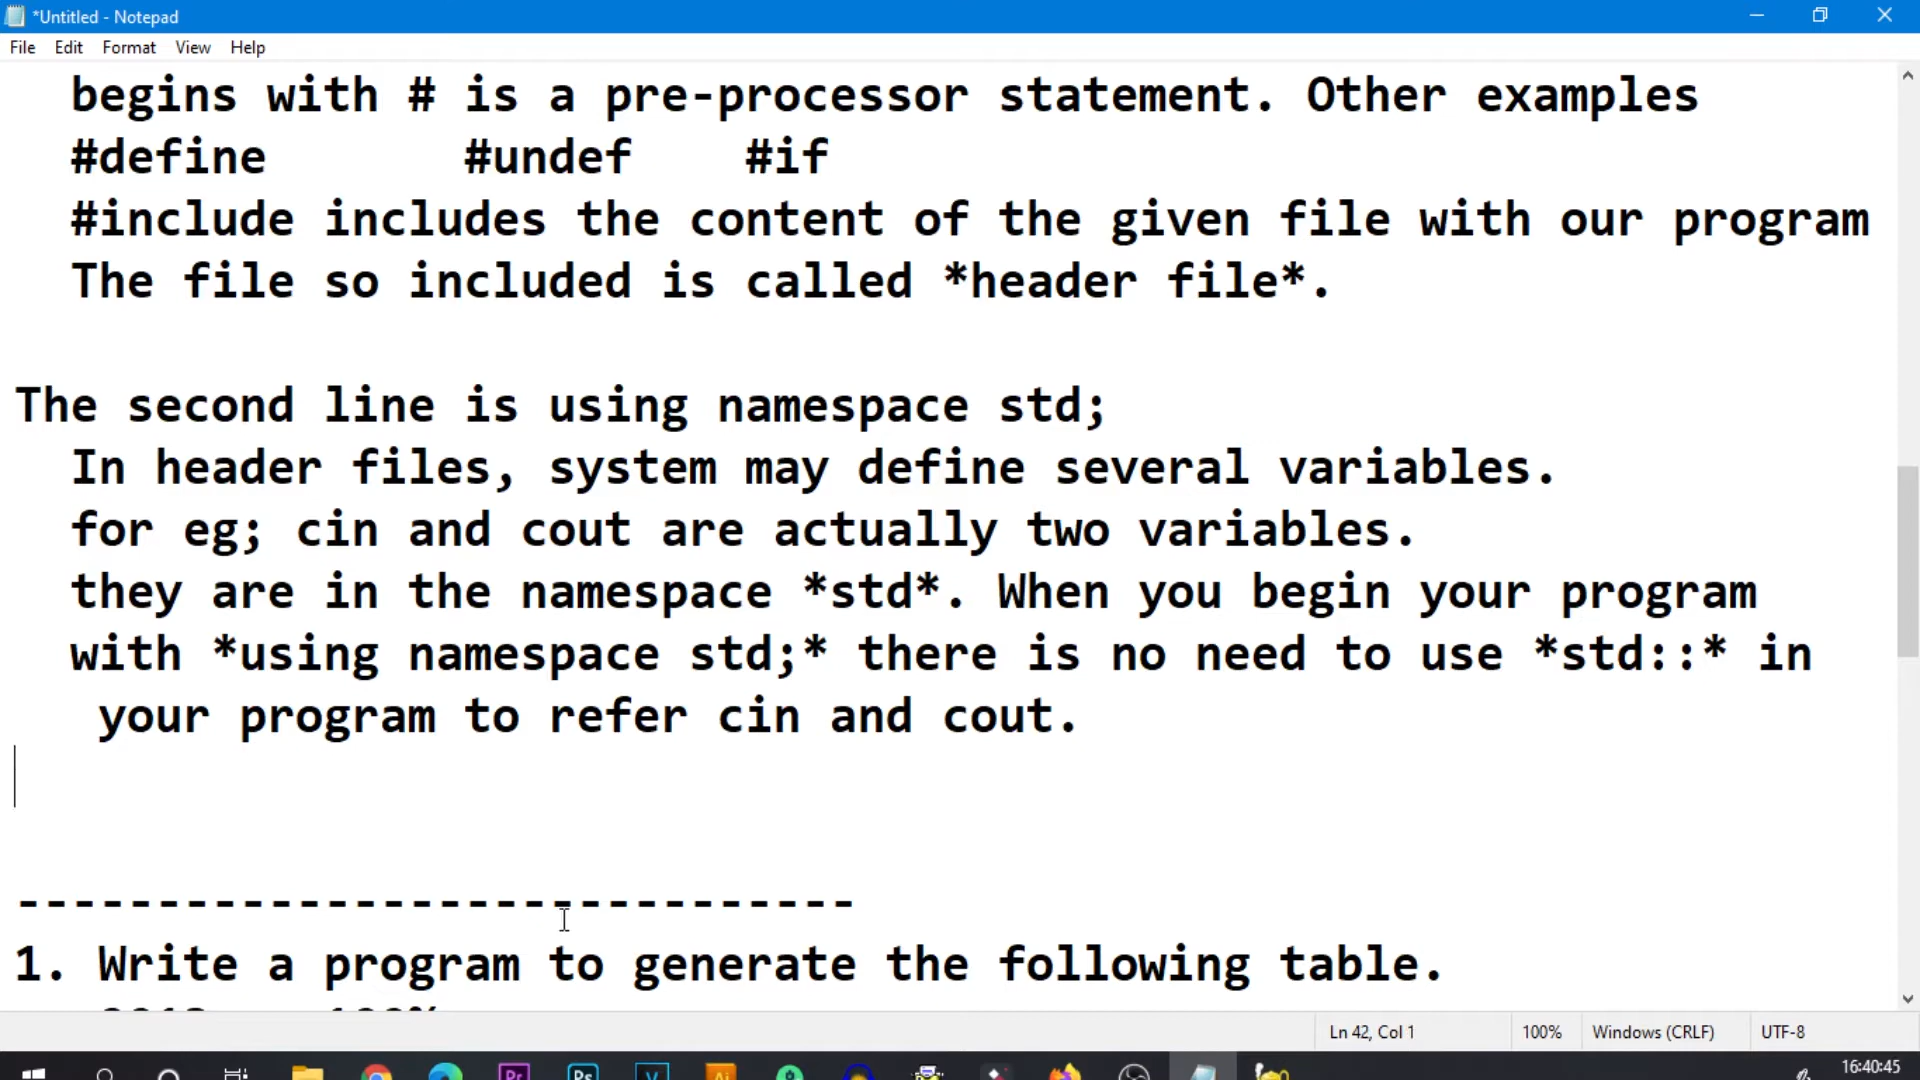 *Untitled - Notepad
File Edit Format View Help
begins with # is a pre-processor statement. Other examples
#define #undef #if
#include includes the content of the given file with our program
The file so included is called *header file*.
The second line is using namespace std;
In header files, system may define several variables.
for eg; cin and cout are actually two variables.
they are in the namespace *std*. When you begin your program
with *using namespace std;* there is no need to use *std::* in
your program to refer cin and cout.
-------------------------------
1. Write a program to generate the following table.
Ln 42, Col 1 100% Windows (CRLF) UTF-8
Pr Ps V Ai
16:40:45